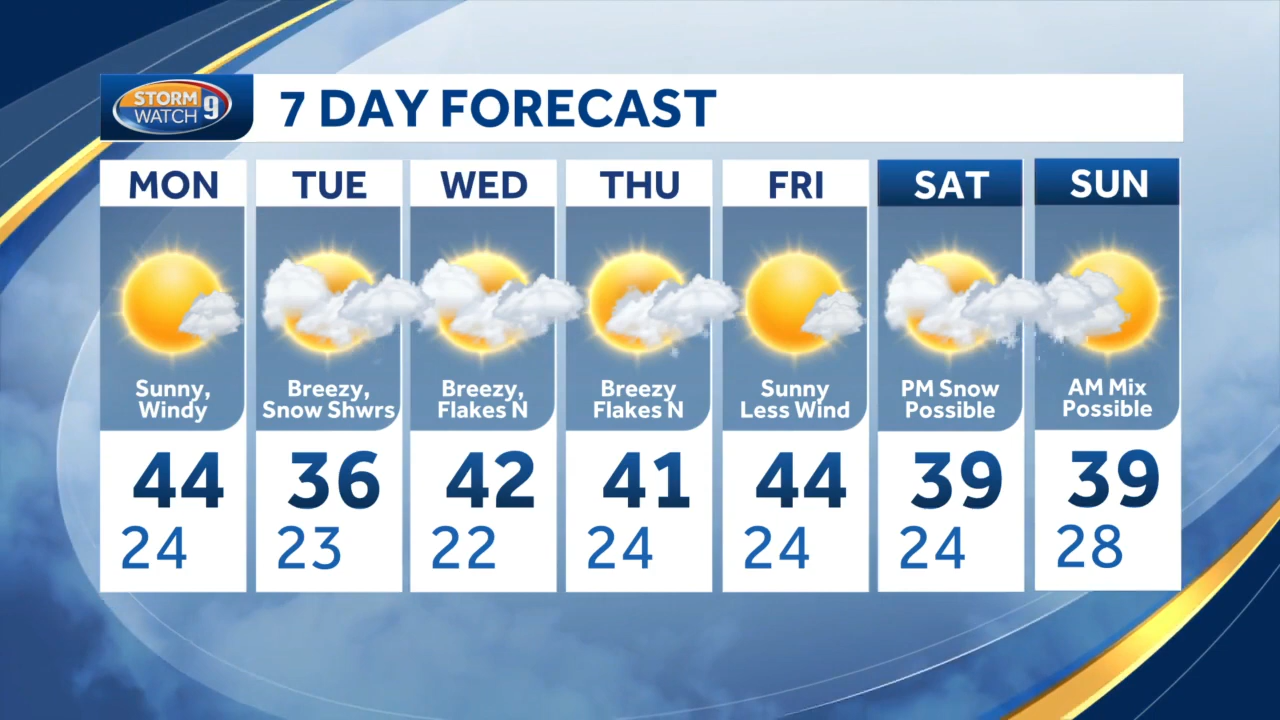 STORM
WATCH 9
7 DAY FORECAST
MON TUE WED THU FRI SAT SUN
Sunny,
Windy
Breezy,
Snow Shwrs
Breezy,
Flakes N
Breezy
Flakes N
Sunny
Less Wind
PM Snow
Possible
AM Mix
Possible
44 36 42 41 44 39 39
24 23 22 24 24 24 28